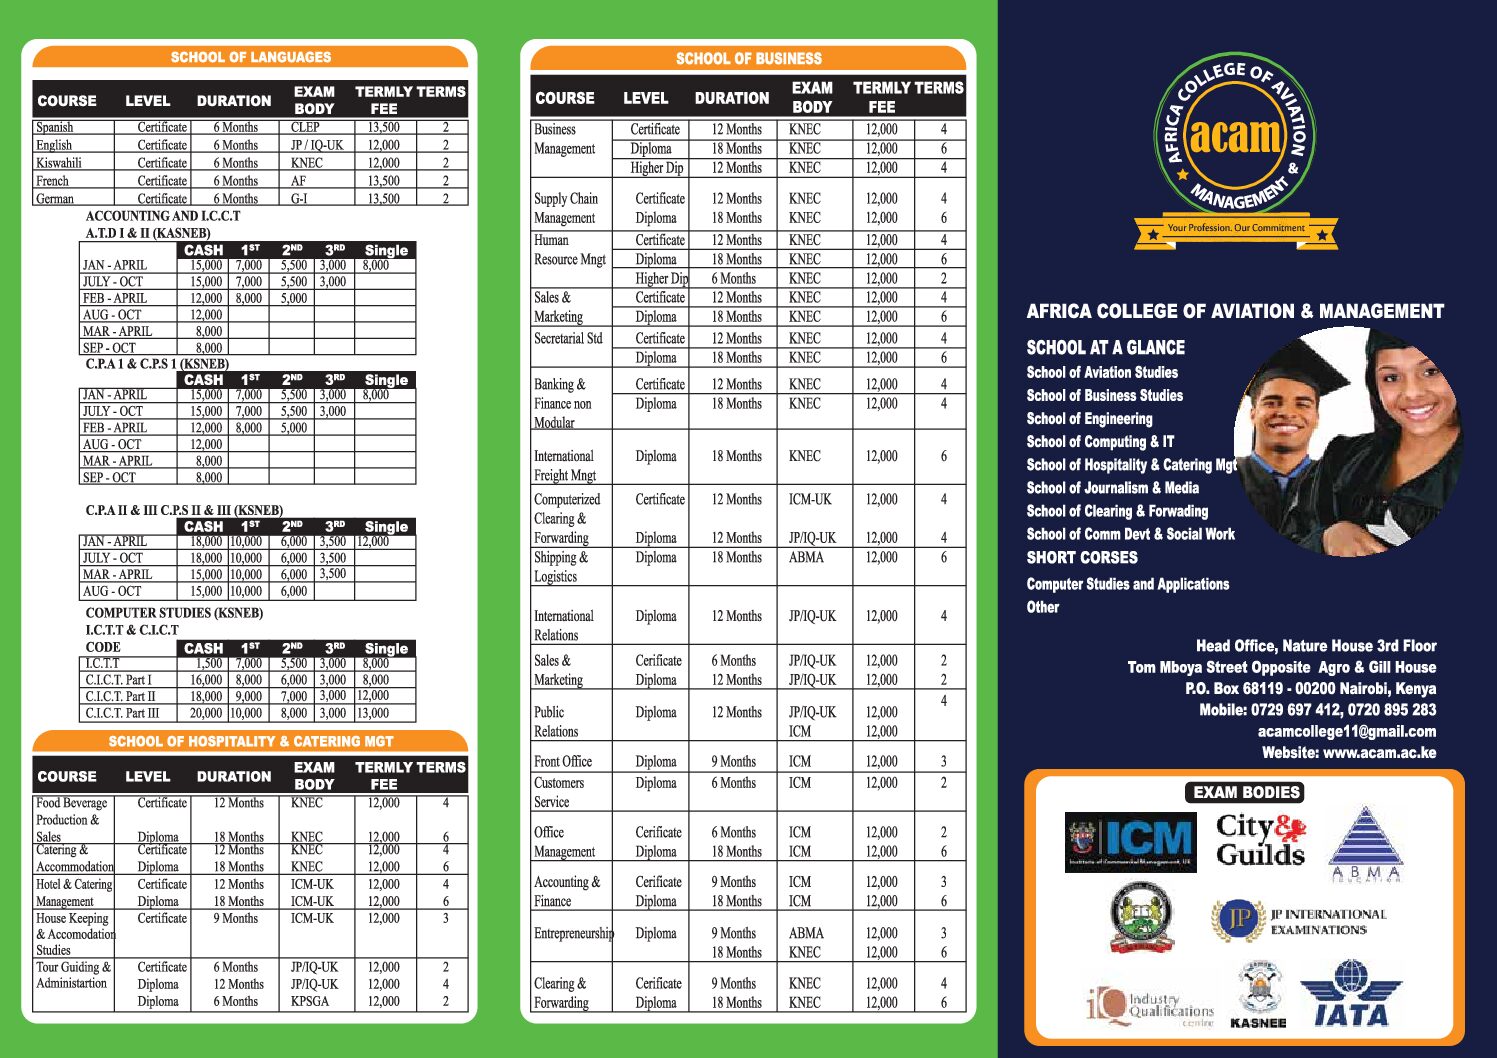 SCHOOL OF LANGUAGES
COURSE LEVEL DURATION EXAM BODY TERMLY FEE TERMS
Spanish Certificate 6 Months CLEP 13,500 2
English Certificate 6 Months JP / IQ-UK 12,000 2
Kiswahili Certificate 6 Months KNEC 12,000 2
French Certificate 6 Months AF 13,500 2
German Certificate 6 Months G-I 13,500 2
ACCOUNTING AND I.C.C.T
A.T.D I & II (KASNEB)
CASH 1ST 2ND 3RD Single
JAN - APRIL 15,000 7,000 5,500 3,000 8,000
JULY - OCT 15,000 7,000 5,500 3,000
FEB - APRIL 12,000 8,000 5,000
AUG - OCT 12,000
MAR - APRIL 8,000
SEP - OCT 8,000
C.P.A 1 & C.P.S 1 (KSNEB)
CASH 1ST 2ND 3RD Single
JAN - APRIL 15,000 7,000 5,500 3,000 8,000
JULY - OCT 15,000 7,000 5,500 3,000
FEB - APRIL 12,000 8,000 5,000
AUG - OCT 12,000
MAR - APRIL 8,000
SEP - OCT 8,000
C.P.A II & III C.P.S II & III (KSNEB)
CASH 1ST 2ND 3RD Single
JAN - APRIL 18,000 10,000 6,000 3,500 12,000
JULY - OCT 18,000 10,000 6,000 3,500
MAR - APRIL 15,000 10,000 6,000 3,500
AUG - OCT 15,000 10,000 6,000
COMPUTER STUDIES (KSNEB)
I.C.T.T & C.I.C.T
CODE CASH 1ST 2ND 3RD Single
I.C.T.T 1,500 7,000 5,500 3,000 8,000
C.I.C.T. Part I 16,000 8,000 6,000 3,000 8,000
C.I.C.T. Part II 18,000 9,000 7,000 3,000 12,000
C.I.C.T. Part III 20,000 10,000 8,000 3,000 13,000
SCHOOL OF HOSPITALITY & CATERING MGT
COURSE LEVEL DURATION EXAM BODY TERMLY FEE TERMS
Food Beverage Certificate 12 Months KNEC 12,000 4
Production &
Sales Diploma 18 Months KNEC 12,000 6
Catering & Certificate 12 Months KNEC 12,000 4
Accommodation Diploma 18 Months KNEC 12,000 6
Hotel & Catering Certificate 12 Months ICM-UK 12,000 4
Management Diploma 18 Months ICM-UK 12,000 6
House Keeping Certificate 9 Months ICM-UK 12,000 3
& Accomodation
Studies
Tour Guiding & Certificate 6 Months JP/IQ-UK 12,000 2
Administartion Diploma 12 Months JP/IQ-UK 12,000 4
Diploma 6 Months KPSGA 12,000 2
SCHOOL OF BUSINESS
COURSE LEVEL DURATION EXAM BODY TERMLY FEE TERMS
Business Certificate 12 Months KNEC 12,000 4
Management Diploma 18 Months KNEC 12,000 6
Higher Dip 12 Months KNEC 12,000 4
Supply Chain Certificate 12 Months KNEC 12,000 4
Management Diploma 18 Months KNEC 12,000 6
Human Certificate 12 Months KNEC 12,000 4
Resource Mngt Diploma 18 Months KNEC 12,000 6
Higher Dip 6 Months KNEC 12,000 2
Sales & Certificate 12 Months KNEC 12,000 4
Marketing Diploma 18 Months KNEC 12,000 6
Secretarial Std Certificate 12 Months KNEC 12,000 4
Diploma 18 Months KNEC 12,000 6
Banking & Certificate 12 Months KNEC 12,000 4
Finance non Diploma 18 Months KNEC 12,000 4
Modular
International Diploma 18 Months KNEC 12,000 6
Freight Mngt
Computerized Certificate 12 Months ICM-UK 12,000 4
Clearing &
Forwarding Diploma 12 Months JP/IQ-UK 12,000 4
Shipping & Diploma 18 Months ABMA 12,000 6
Logistics
International Diploma 12 Months JP/IQ-UK 12,000 4
Relations
Sales & Cerificate 6 Months JP/IQ-UK 12,000 2
Marketing Diploma 12 Months JP/IQ-UK 12,000 2
4
Public Diploma 12 Months JP/IQ-UK 12,000
Relations ICM 12,000
Front Office Diploma 9 Months ICM 12,000 3
Customers Diploma 6 Months ICM 12,000 2
Service
Office Cerificate 6 Months ICM 12,000 2
Management Diploma 18 Months ICM 12,000 6
Accounting & Cerificate 9 Months ICM 12,000 3
Finance Diploma 18 Months ICM 12,000 6
Entrepreneurship Diploma 9 Months ABMA 12,000 3
18 Months KNEC 12,000 6
Clearing & Cerificate 9 Months KNEC 12,000 4
Forwarding Diploma 18 Months KNEC 12,000 6
AFRICA COLLEGE OF AVIATION & MANAGEMENT
acam
Your Profession. Our Commitment
AFRICA COLLEGE OF AVIATION & MANAGEMENT
SCHOOL AT A GLANCE
School of Aviation Studies
School of Business Studies
School of Engineering
School of Computing & IT
School of Hospitality & Catering Mgt
School of Journalism & Media
School of Clearing & Forwading
School of Comm Devt & Social Work
SHORT CORSES
Computer Studies and Applications
Other
Head Office, Nature House 3rd Floor
Tom Mboya Street Opposite Agro & Gill House
P.O. Box 68119 - 00200 Nairobi, Kenya
Mobile: 0729 697 412, 0720 895 283
acamcollege11@gmail.com
Website: www.acam.ac.ke
EXAM BODIES
ICM
Institute of Commercial Management, UK
City & Guilds
ABMA
EDUCATION
JP JP INTERNATIONAL
EXAMINATIONS
iQ Industry
Qualifications
centre
KASNEE
IATA